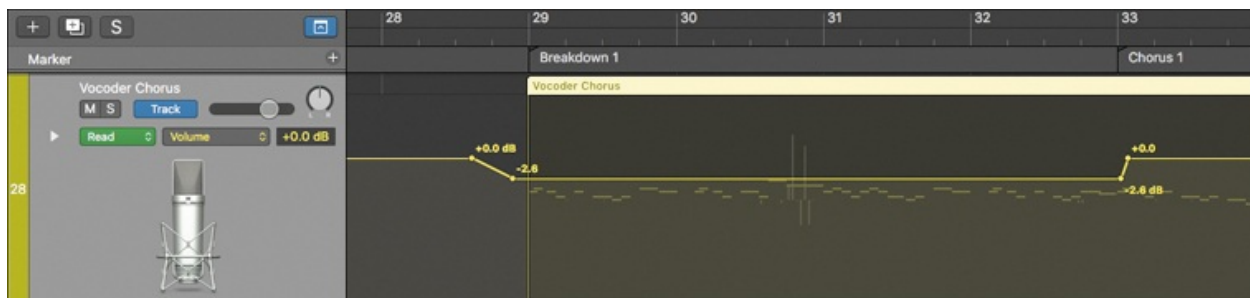 S
28 29 30 31 32 33
Marker +
Breakdown 1
Chorus 1
Vocoder Chorus
M S Track
L R
Read Volume +0.0 dB
28
Vocoder Chorus
+0.0 dB
-2.6
+0.0
-2.6 dB